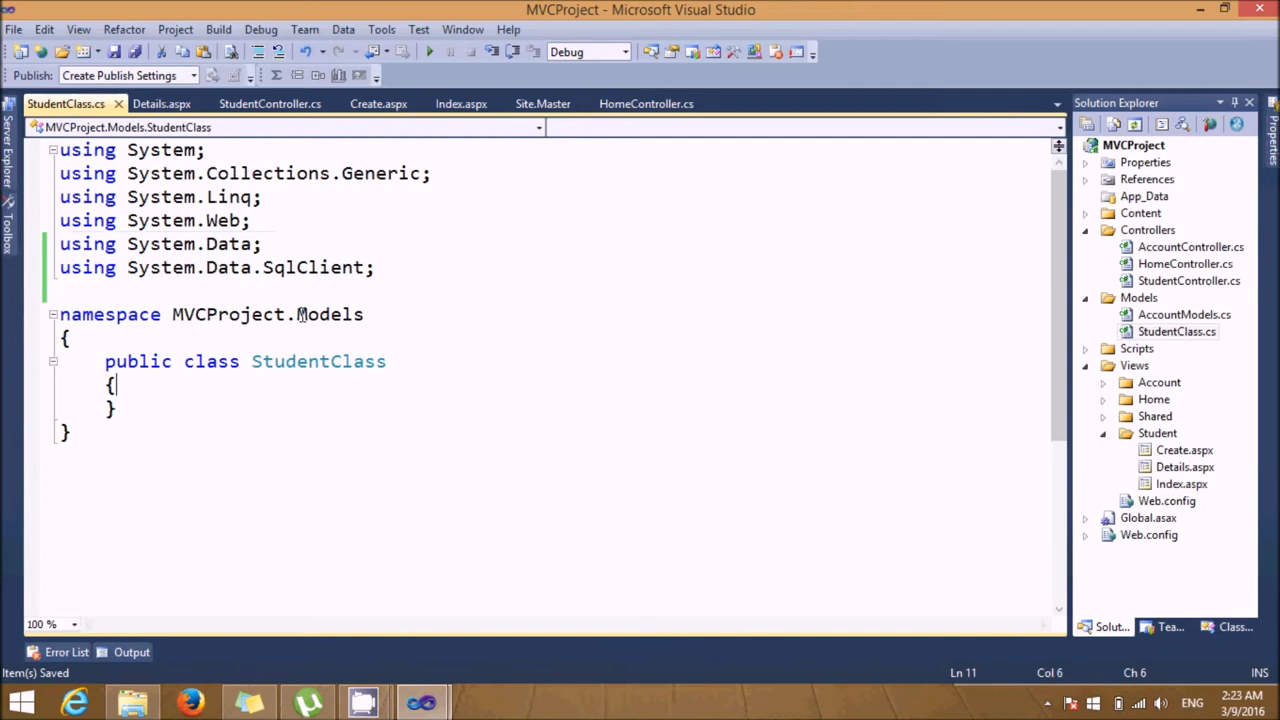 MVCProject - Microsoft Visual Studio
File Edit View Refactor Project Build Debug Team Data Tools Test Window Help
Debug
Publish: Create Publish Settings
StudentClass.cs Details.aspx StudentController.cs Create.aspx Index.aspx Site.Master HomeController.cs
MVCProject.Models.StudentClass
using System;
using System.Collections.Generic;
using System.Linq;
using System.Web;
using System.Data;
using System.Data.SqlClient;
namespace MVCProject.Models
{
public class StudentClass
{
}
}
100 %
Server Explorer
Toolbox
Solution Explorer
MVCProject
Properties
References
App_Data
Content
Controllers
AccountController.cs
HomeController.cs
StudentController.cs
Models
AccountModels.cs
StudentClass.cs
Scripts
Views
Account
Home
Shared
Student
Create.aspx
Details.aspx
Index.aspx
Web.config
Global.asax
Web.config
Solut... Tea... Class...
Properties
Error List Output
Item(s) Saved Ln 11 Col 6 Ch 6 INS
ENG
2:23 AM
3/9/2016